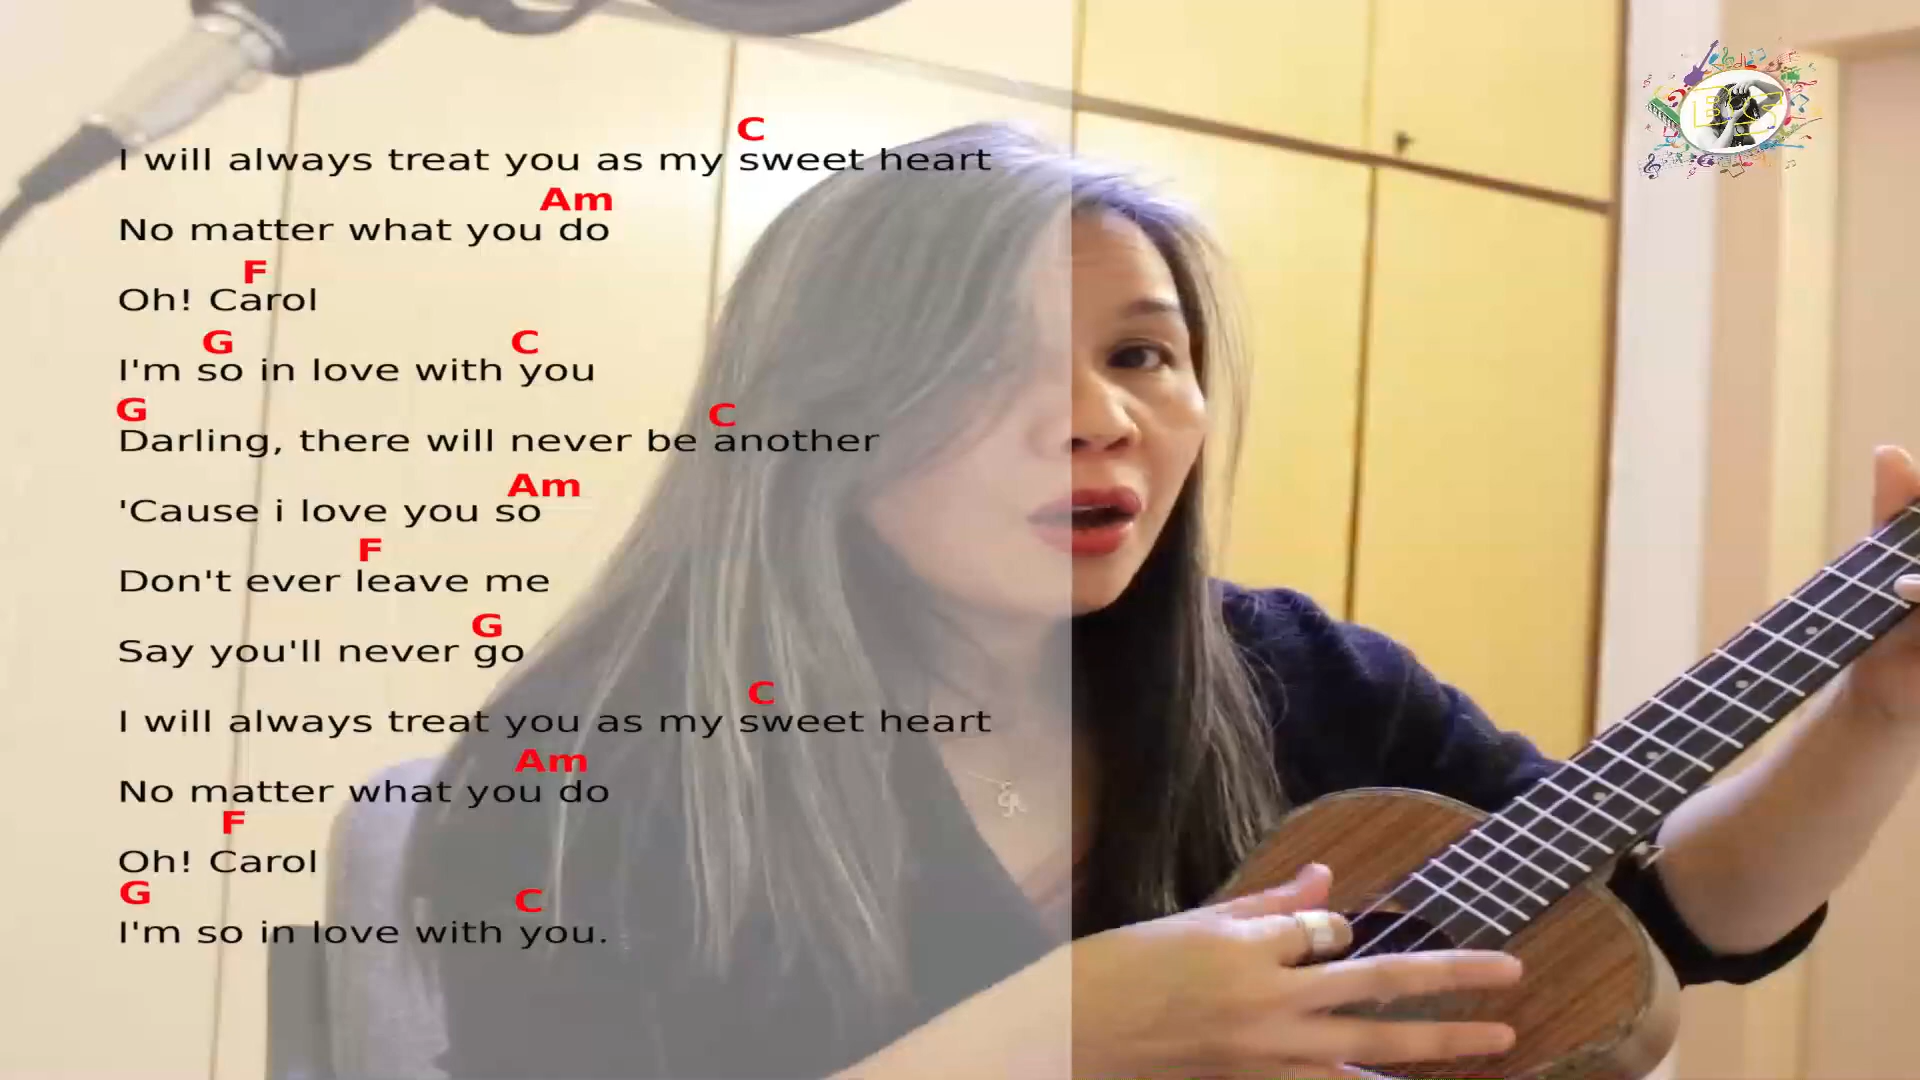 C
I will always treat you as my sweet heart
Am
No matter what you do
F
Oh! Carol
G C
I'm so in love with you
G C
Darling, there will never be another
Am
'Cause i love you so
F
Don't ever leave me
G
Say you'll never go
C
I will always treat you as my sweet heart
Am
No matter what you do
F
Oh! Carol
G C
I'm so in love with you.